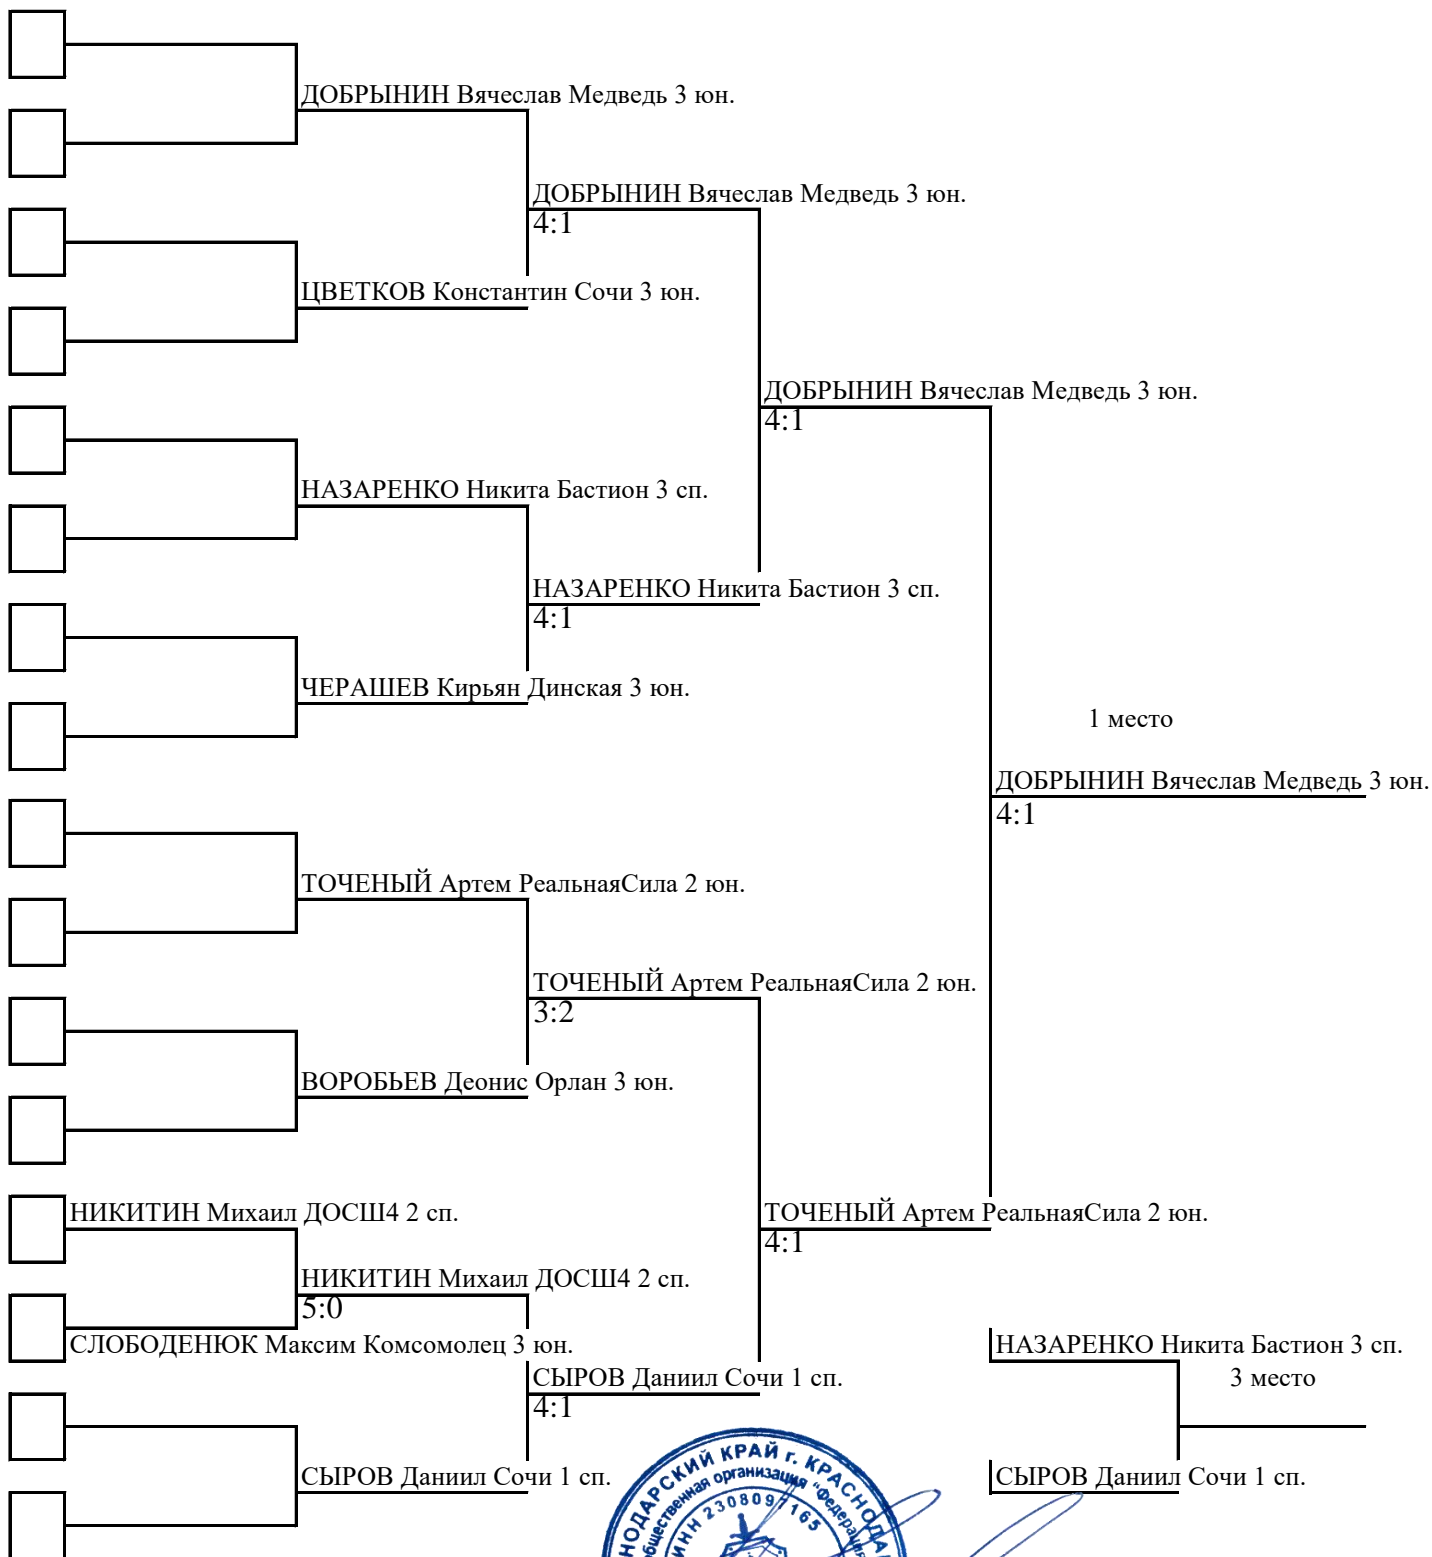 ДОБРЫНИН Вячеслав Медведь 3 юн.
ДОБРЫНИН Вячеслав Медведь 3 юн.
4:1
ЦВЕТКОВ Константин Сочи 3 юн.
ДОБРЫНИН Вячеслав Медведь 3 юн.
4:1
НАЗАРЕНКО Никита Бастион 3 сп.
НАЗАРЕНКО Никита Бастион 3 сп.
4:1
ЧЕРАШЕВ Кирьян Динская 3 юн.
1 место
ДОБРЫНИН Вячеслав Медведь 3 юн.
4:1
ТОЧЕНЫЙ Артем РеальнаяСила 2 юн.
ТОЧЕНЫЙ Артем РеальнаяСила 2 юн.
3:2
ВОРОБЬЕВ Деонис Орлан 3 юн.
НИКИТИН Михаил ДОСШ4 2 сп.
ТОЧЕНЫЙ Артем РеальнаяСила 2 юн.
4:1
НИКИТИН Михаил ДОСШ4 2 сп.
5:0
СЛОБОДЕНЮК Максим Комсомолец 3 юн.
НАЗАРЕНКО Никита Бастион 3 сп.
СЫРОВ Даниил Сочи 1 сп.
3 место
4:1
СЫРОВ Даниил Сочи 1 сп.
СЫРОВ Даниил Сочи 1 сп.
КРАЙ г.
общественная организация "Федерация
ИНН 2308097165